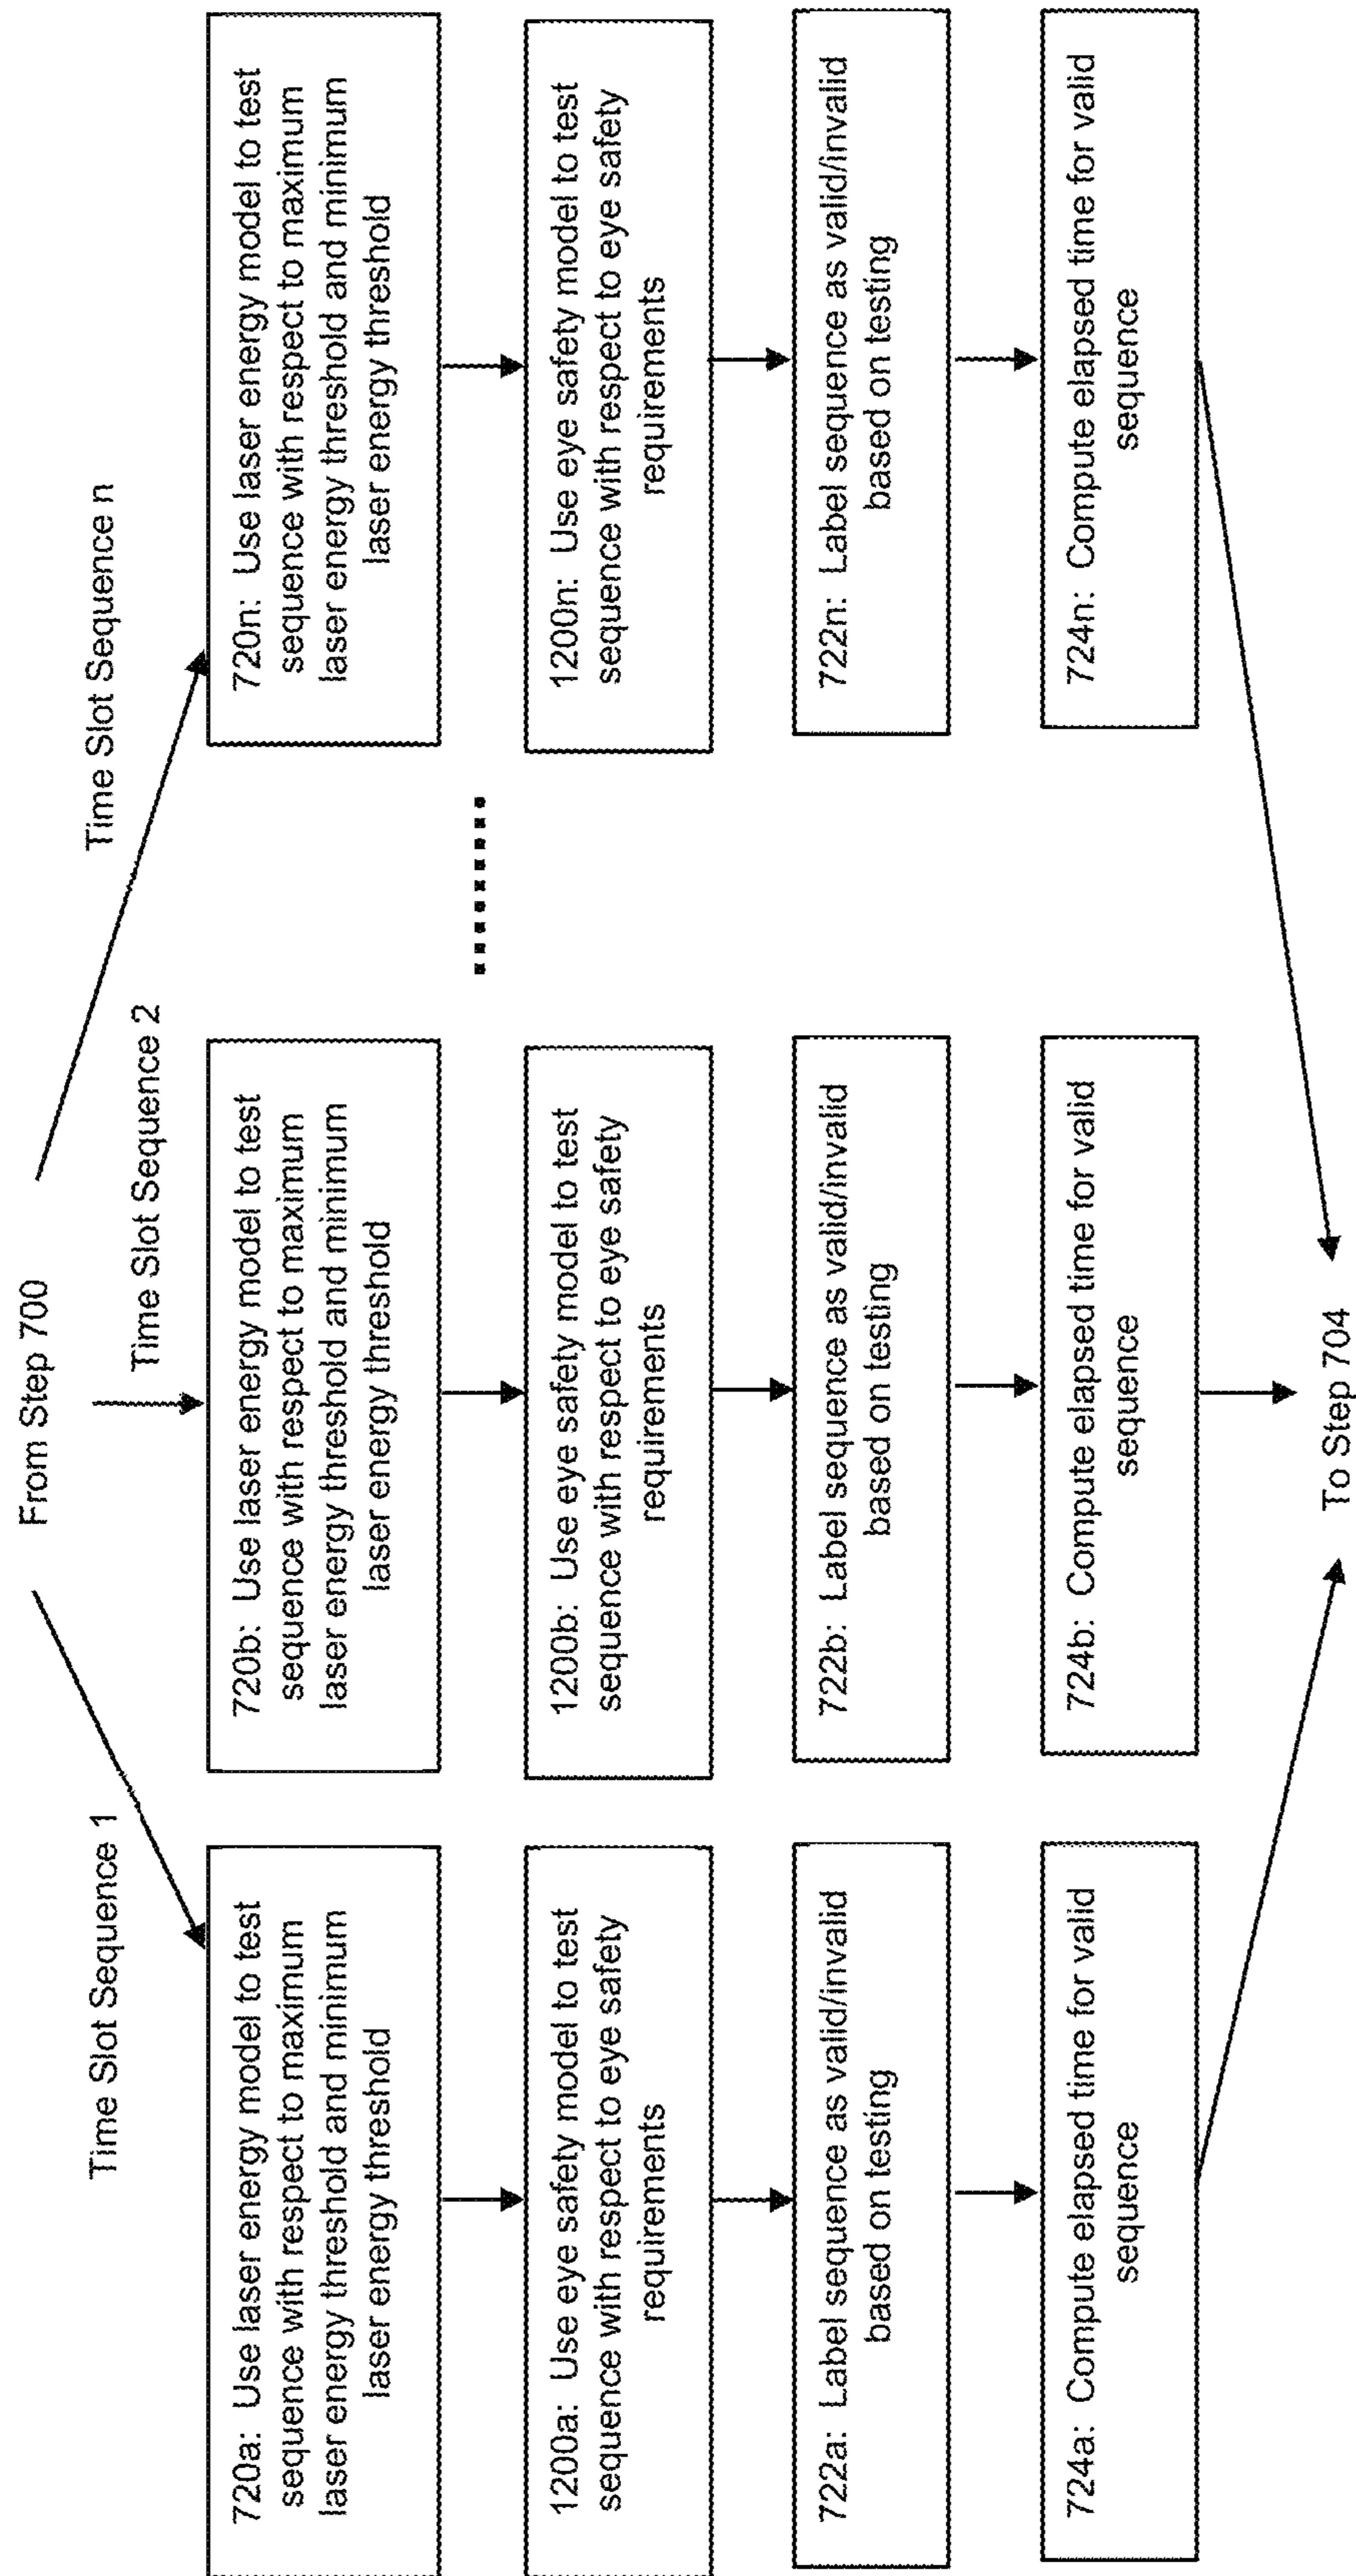 From Step 700
Time Slot Sequence 1
Time Slot Sequence 2
Time Slot Sequence n
720a: Use laser energy model to test
sequence with respect to maximum
laser energy threshold and minimum
laser energy threshold
1200a: Use eye safety model to test
sequence with respect to eye safety
requirements
722a: Label sequence as valid/invalid
based on testing
724a: Compute elapsed time for valid
sequence
720b: Use laser energy model to test
sequence with respect to maximum
laser energy threshold and minimum
laser energy threshold
1200b: Use eye safety model to test
sequence with respect to eye safety
requirements
722b: Label sequence as valid/invalid
based on testing
724b: Compute elapsed time for valid
sequence
720n: Use laser energy model to test
sequence with respect to maximum
laser energy threshold and minimum
laser energy threshold
1200n: Use eye safety model to test
sequence with respect to eye safety
requirements
722n: Label sequence as valid/invalid
based on testing
724n: Compute elapsed time for valid
sequence
To Step 704